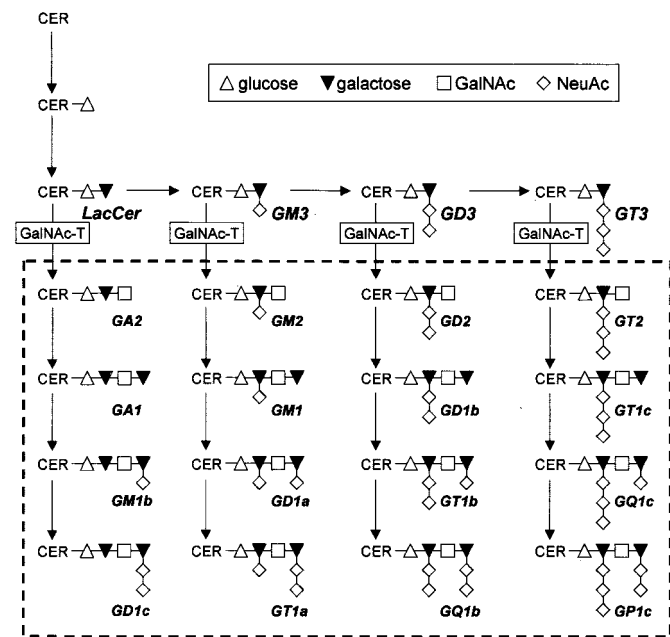 CER
△ glucose ▼ galactose □ GalNAc ◇ NeuAc
CER
CER CER CER CER
LacCer GM3 GD3 GT3
GalNAc-T GalNAc-T GalNAc-T GalNAc-T
CER CER CER CER
GA2 GM2 GD2 GT2
CER CER CER CER
GA1 GM1 GD1b GT1c
CER CER CER CER
GM1b GD1a GT1b GQ1c
CER CER CER CER
GD1c GT1a GQ1b GP1c